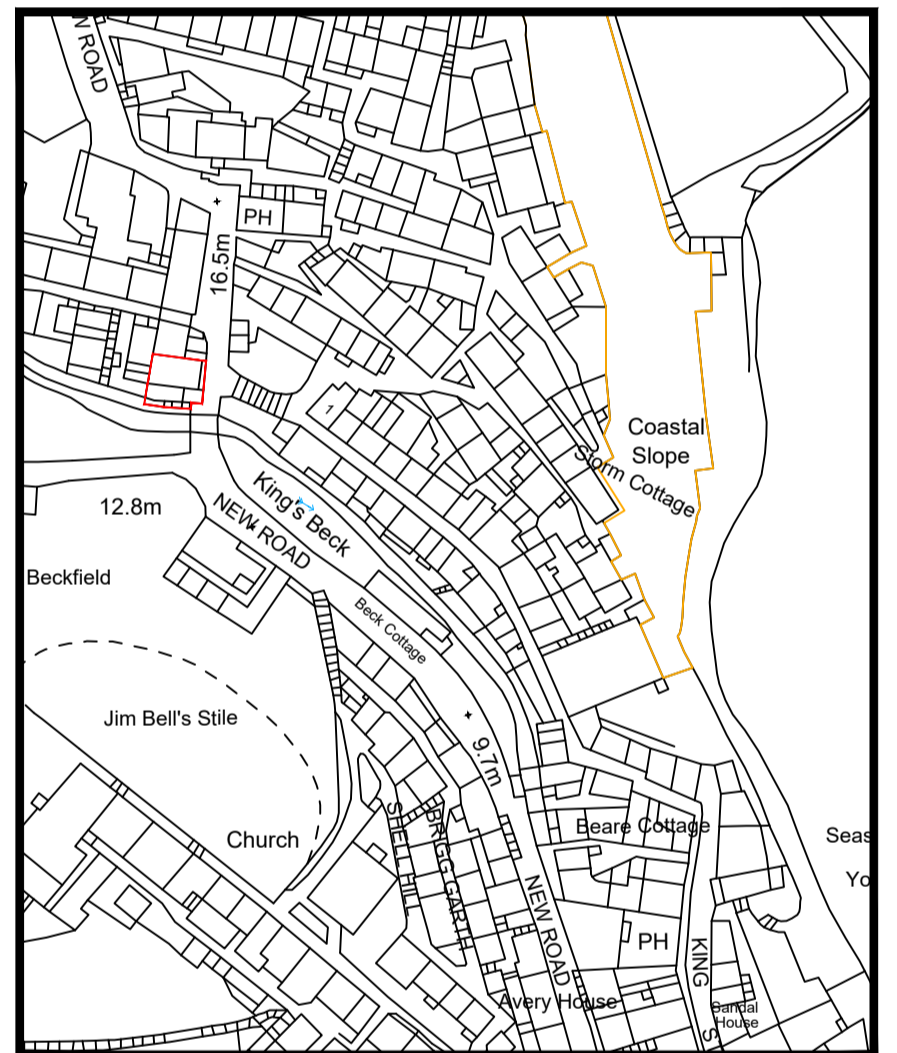 N ROAD
PH
16.5m
1
Coastal
Slope
Storm Cottage
King's Beck
12.8m
NEW ROAD
Beckfield
Beck Cottage
Jim Bell's Stile
9.7m
SHELL HILL
BRIGG GARTH
Church
Beare Cottage
Seas
Yo
NEW ROAD
PH
KING S
Avery House
Sandal
House